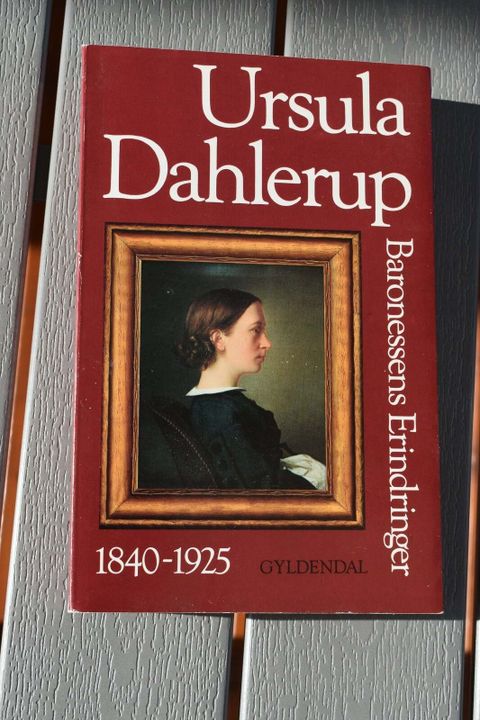 Ursula
Dahlerup
Baronessens Erindringer
1840-1925
GYLDENDAL